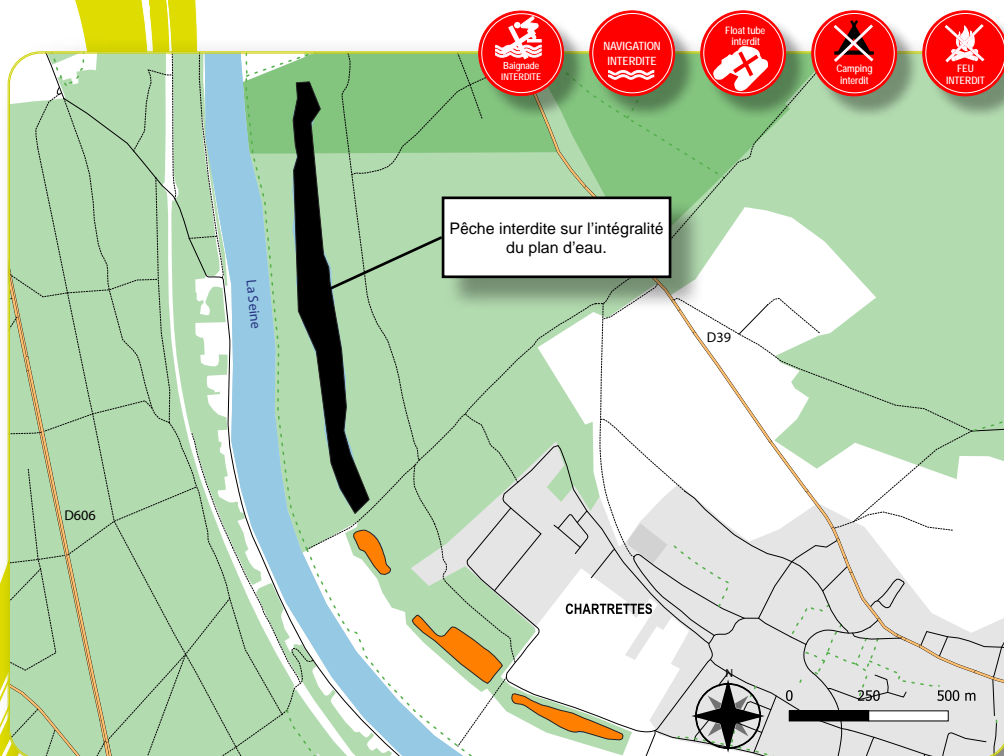 Baignade
INTERDITE
NAVIGATION
INTERDITE
Float tube
interdit
Camping
interdit
FEU
INTERDIT
Pêche interdite sur l'intégralité
du plan d'eau.
La Seine
D39
D606
CHARTRETTES
N
0 250 500 m